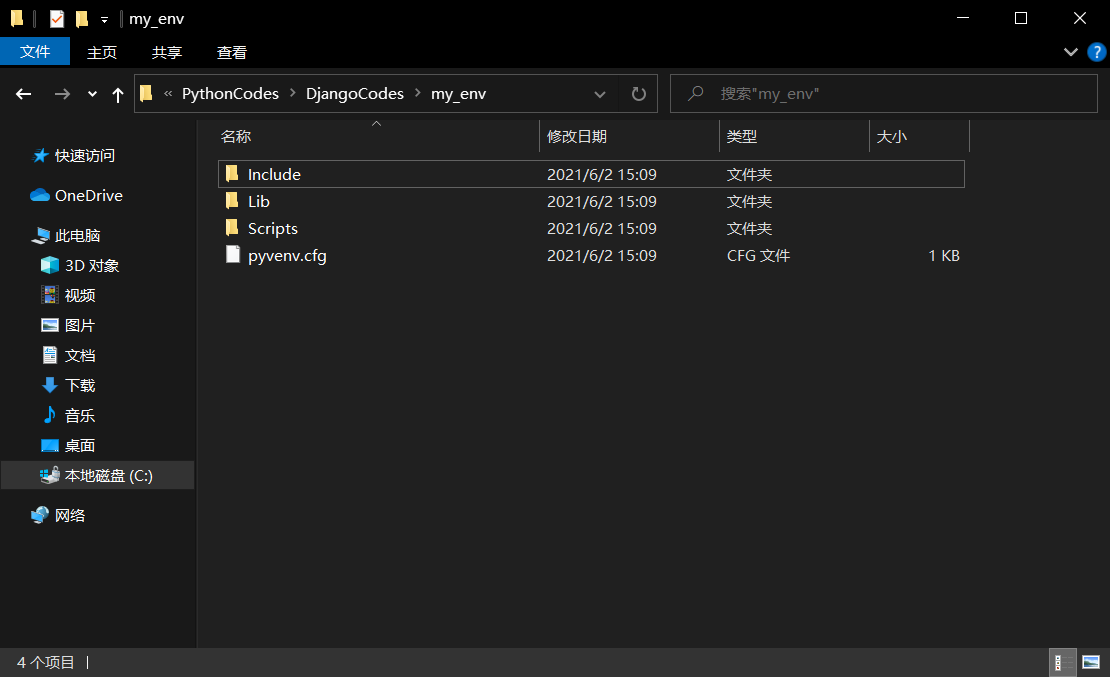 my_env
文件 主页 共享 查看
« PythonCodes › DjangoCodes › my_env 搜索"my_env"
名称 修改日期 类型 大小
快速访问
OneDrive
此电脑
3D 对象
视频
图片
文档
下载
音乐
桌面
本地磁盘 (C:)
网络
Include 2021/6/2 15:09 文件夹
Lib 2021/6/2 15:09 文件夹
Scripts 2021/6/2 15:09 文件夹
pyvenv.cfg 2021/6/2 15:09 CFG 文件 1 KB
4 个项目